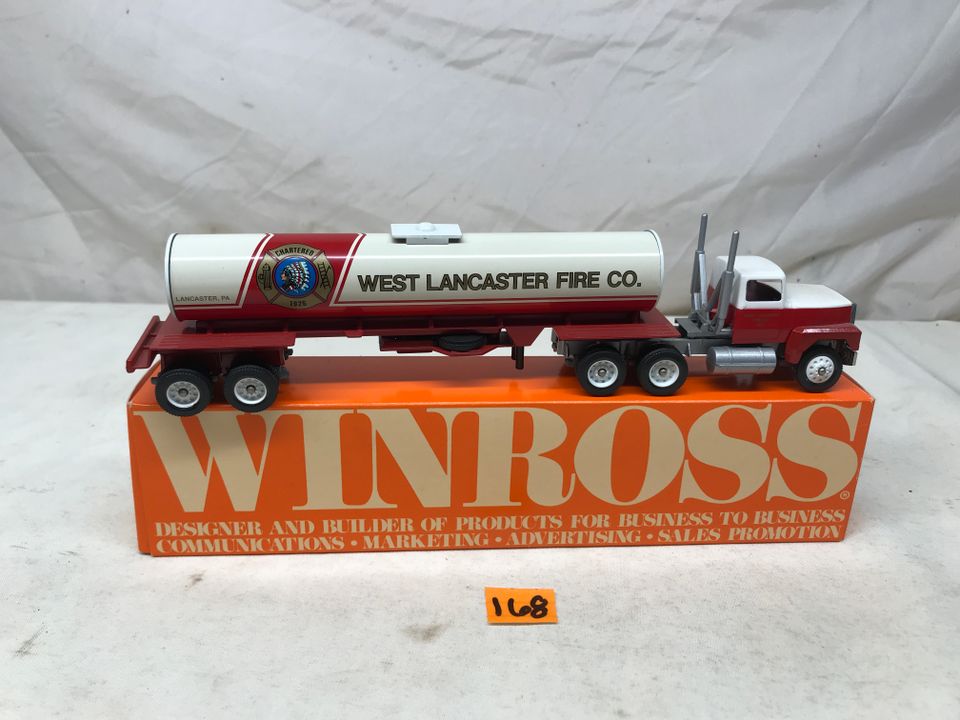 CHARTERED
1926
LANCASTER, PA
WEST LANCASTER FIRE CO.
WINROSS®
DESIGNER AND BUILDER OF PRODUCTS FOR BUSINESS TO BUSINESS
COMMUNICATIONS • MARKETING • ADVERTISING • SALES PROMOTION
168